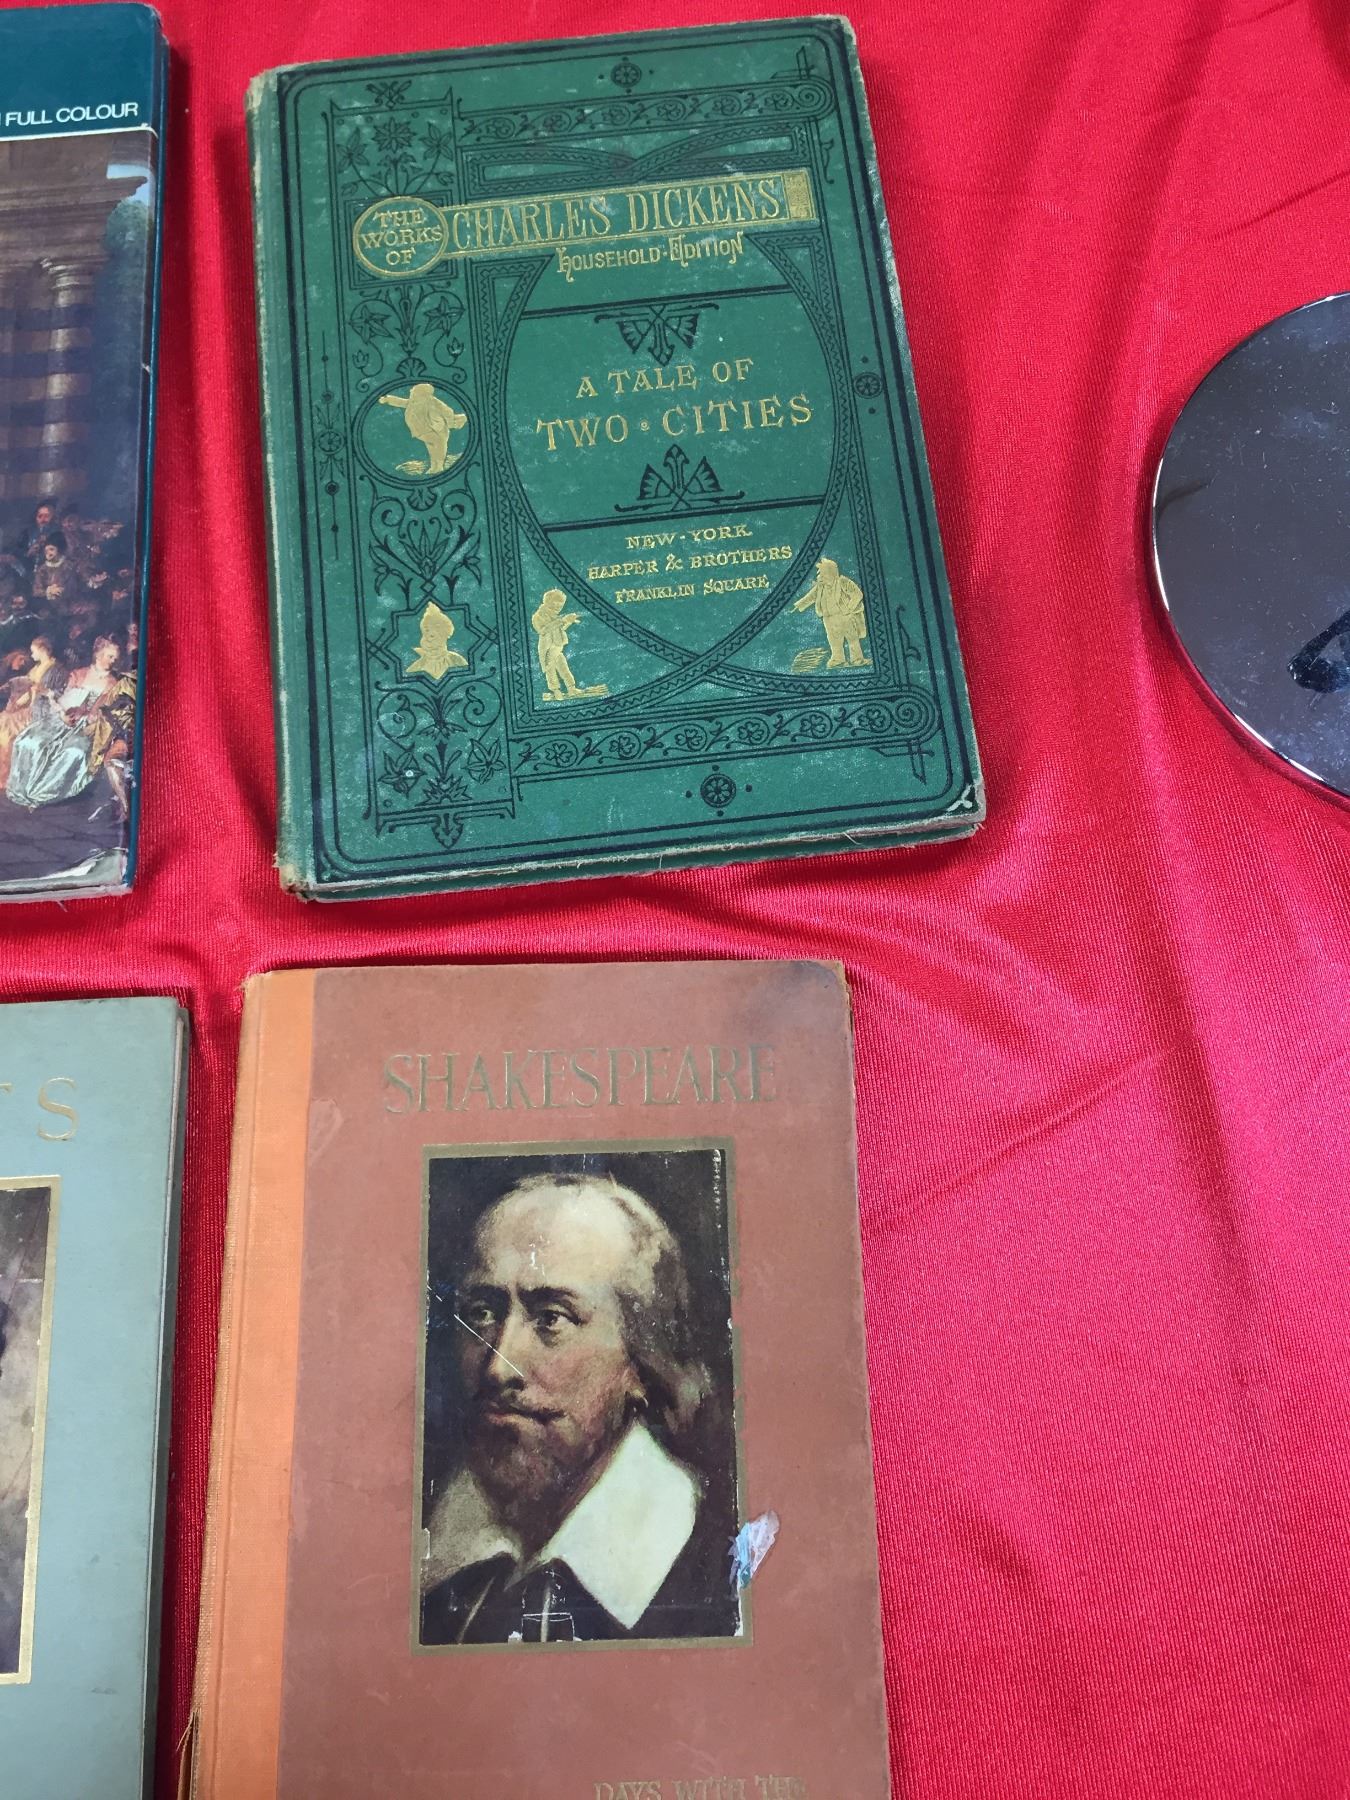 FULL COLOUR
THE
WORKS
OF
CHARLES DICKENS
HOUSEHOLD · EDITION
A TALE OF
TWO · CITIES
NEW-YORK
HARPER & BROTHERS
FRANKLIN SQUARE
TS
SHAKESPEARE
DAYS WITH THE